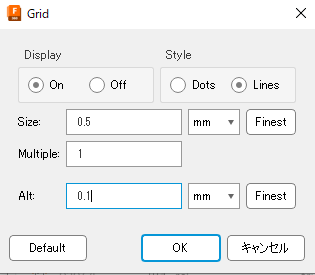 Grid
Display Style
On Off Dots Lines
Size: 0.5 mm Finest
Multiple: 1
Alt: 0.1 mm Finest
Default OK キャンセル